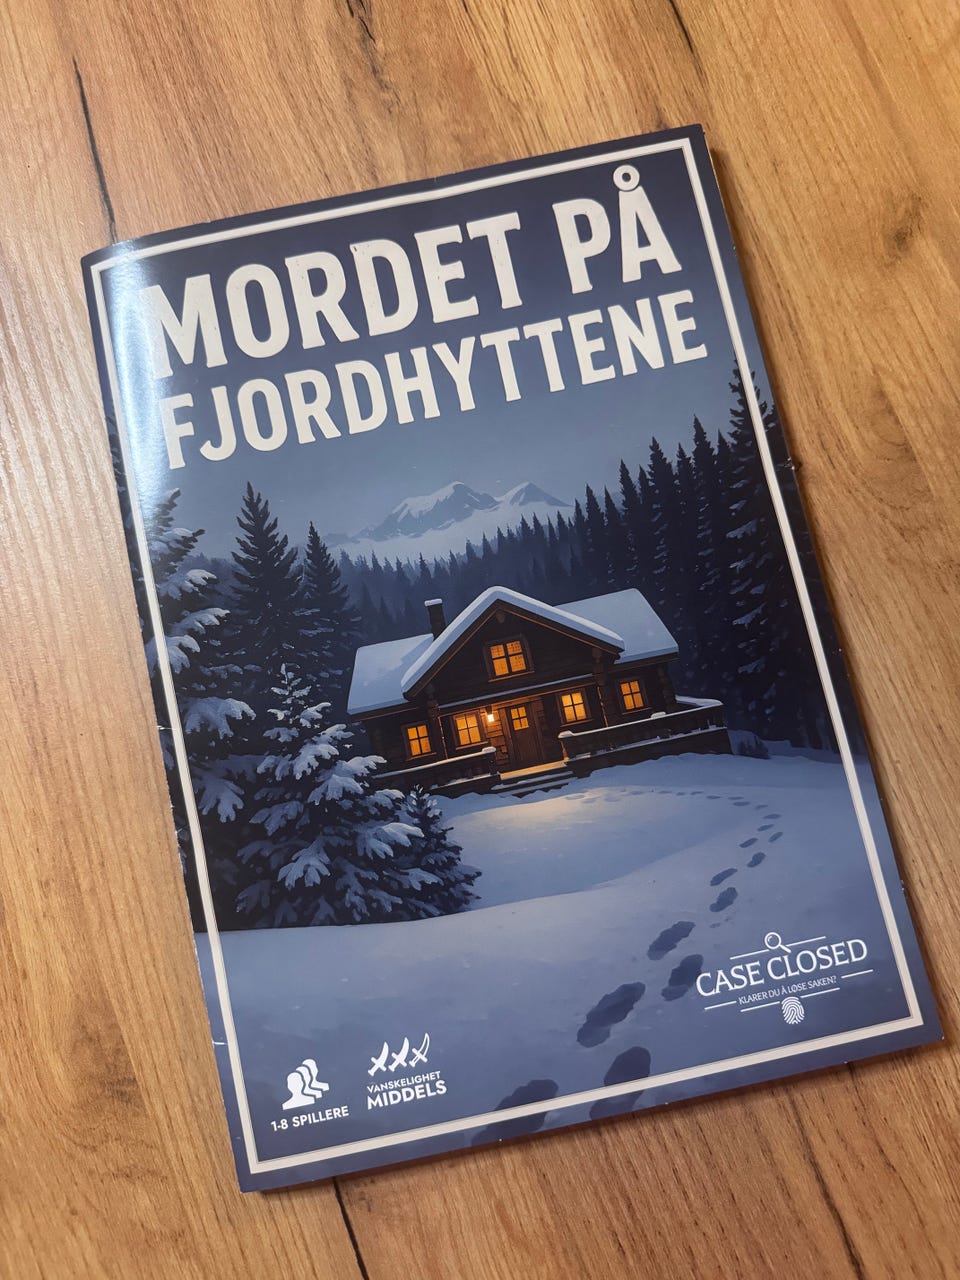 MORDET PÅ
FJORDHYTTENE
CASE CLOSED
KLARER DU Å LØSE SAKEN?
1-8 SPILLERE
VANSKELIGHET
MIDDELS